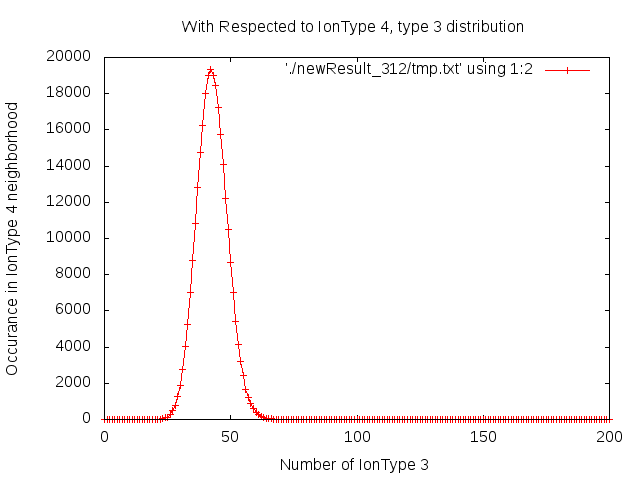 With Respected to IonType 4, type 3 distribution
'./newResult_312/tmp.txt' using 1:2
20000
18000
16000
14000
12000
10000
8000
6000
4000
2000
0
Occurance in IonType 4 neighborhood
0 50 100 150 200
Number of IonType 3